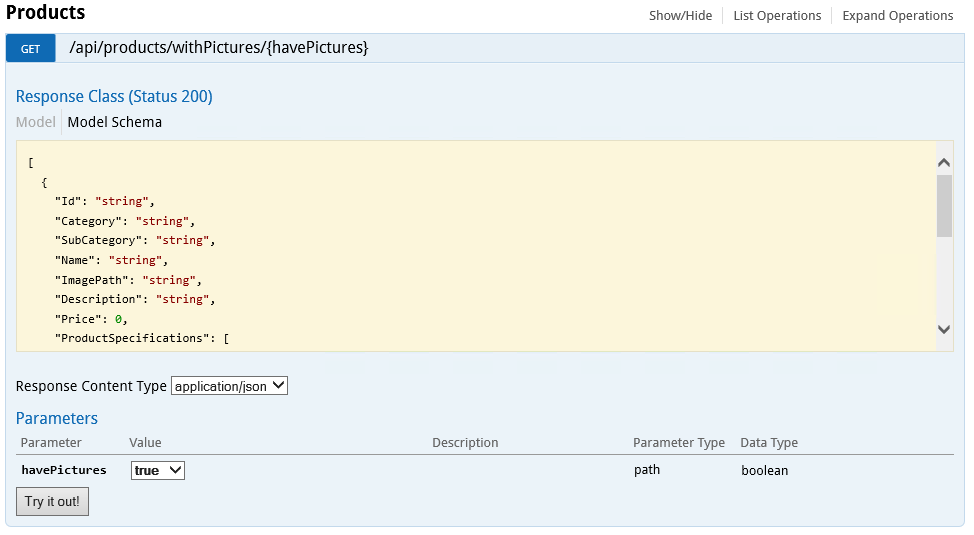 Products
Show/Hide List Operations Expand Operations
GET /api/products/withPictures/{havePictures}
Response Class (Status 200)
Model Model Schema
[
{
"Id": "string",
"Category": "string",
"SubCategory": "string",
"Name": "string",
"ImagePath": "string",
"Description": "string",
"Price": 0,
"ProductSpecifications": [
Response Content Type application/json
Parameters
Parameter Value Description Parameter Type Data Type
havePictures true path boolean
Try it out!